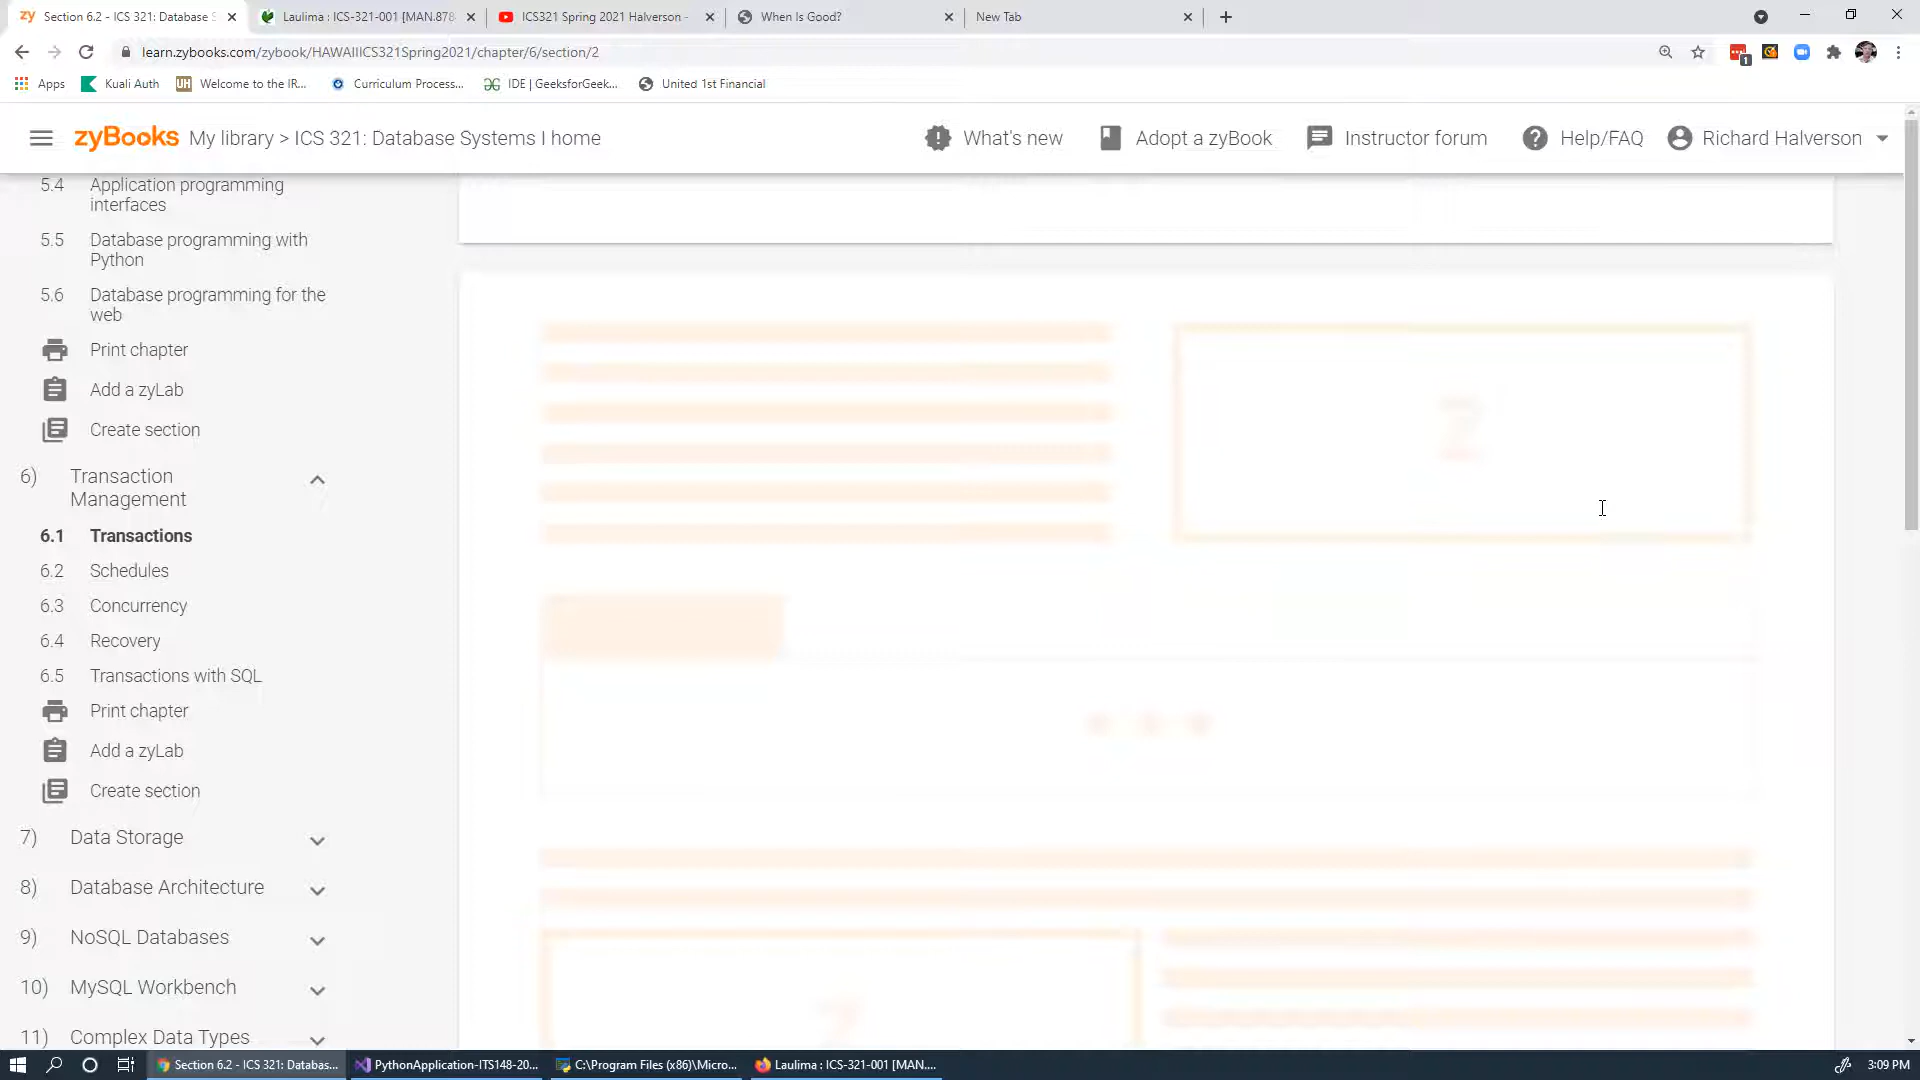 Section 6.2 - ICS 321: Database S
Laulima : ICS-321-001 [MAN.878
ICS321 Spring 2021 Halverson -
When Is Good?
New Tab
learn.zybooks.com/zybook/HAWAIIICS321Spring2021/chapter/6/section/2
1
Apps
Kuali Auth
UH Welcome to the IR...
Curriculum Process...
IDE | GeeksforGeek...
United 1st Financial
zyBooks My library > ICS 321: Database Systems I home
What's new
Adopt a zyBook
Instructor forum
Help/FAQ
Richard Halverson
5.4 Application programming
interfaces
5.5 Database programming with
Python
5.6 Database programming for the
web
Print chapter
Add a zyLab
Create section
6) Transaction
Management
6.1 Transactions
6.2 Schedules
6.3 Concurrency
6.4 Recovery
6.5 Transactions with SQL
Print chapter
Add a zyLab
Create section
7) Data Storage
8) Database Architecture
9) NoSQL Databases
10) MySQL Workbench
11) Complex Data Types
Section 6.2 - ICS 321: Databas...
PythonApplication-ITS148-20...
C:\Program Files (x86)\Micro...
Laulima : ICS-321-001 [MAN....
3:09 PM